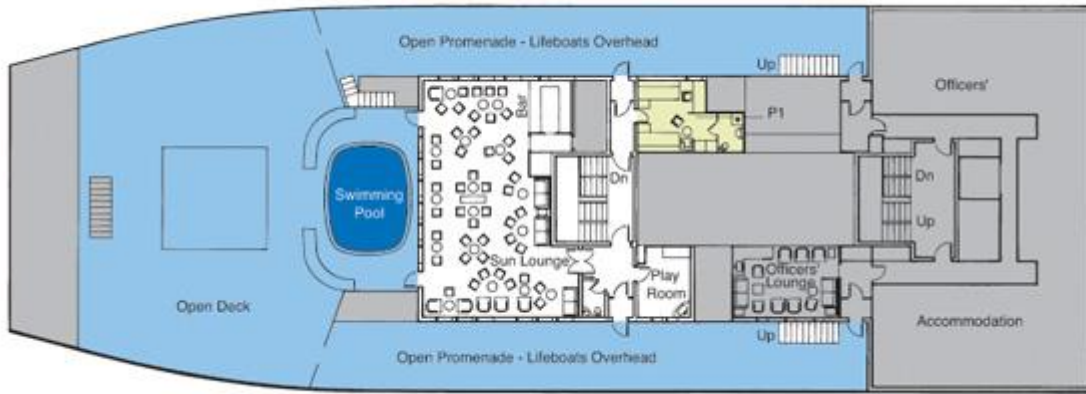 Open Promenade - Lifeboats Overhead
Up
Officers'
Bar
P1
Dn
Dn
Swimming
Pool
Up
Sun Lounge
Play
Room
Officers'
Lounge
Open Deck
Accommodation
Up
Open Promenade - Lifeboats Overhead